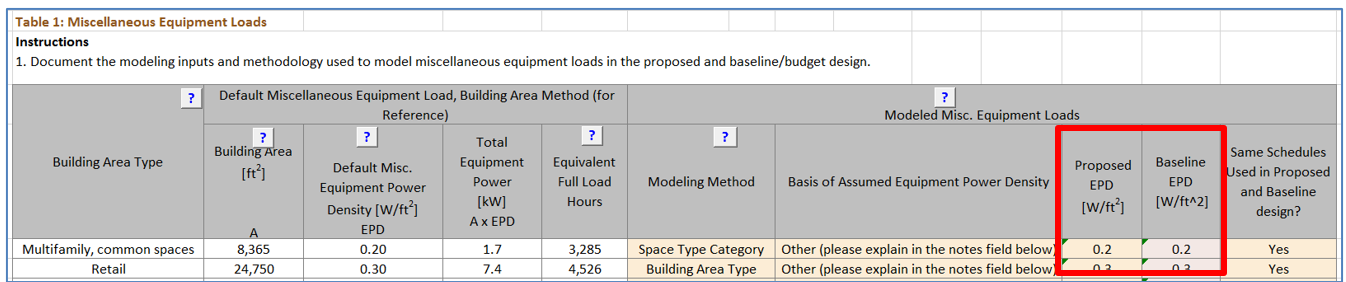 Table 1: Miscellaneous Equipment Loads
Instructions
1. Document the modeling inputs and methodology used to model miscellaneous equipment loads in the proposed and baseline/budget design.
Building Area Type
?
Default Miscellaneous Equipment Load, Building Area Method (for
Reference)
?
Modeled Misc. Equipment Loads
?
Building Area
[ft²]
A
?
Default Misc.
Equipment Power
Density [W/ft²]
EPD
Total
Equipment
Power
[kW]
A x EPD
?
Equivalent
Full Load
Hours
?
Modeling Method
Basis of Assumed Equipment Power Density
Proposed
EPD
[W/ft²]
Baseline
EPD
[W/ft^2]
Same Schedules
Used in Proposed
and Baseline
design?
Multifamily, common spaces 8,365 0.20 1.7 3,285 Space Type Category Other (please explain in the notes field below) 0.2 0.2 Yes
Retail 24,750 0.30 7.4 4,526 Building Area Type Other (please explain in the notes field below) 0.3 0.3 Yes